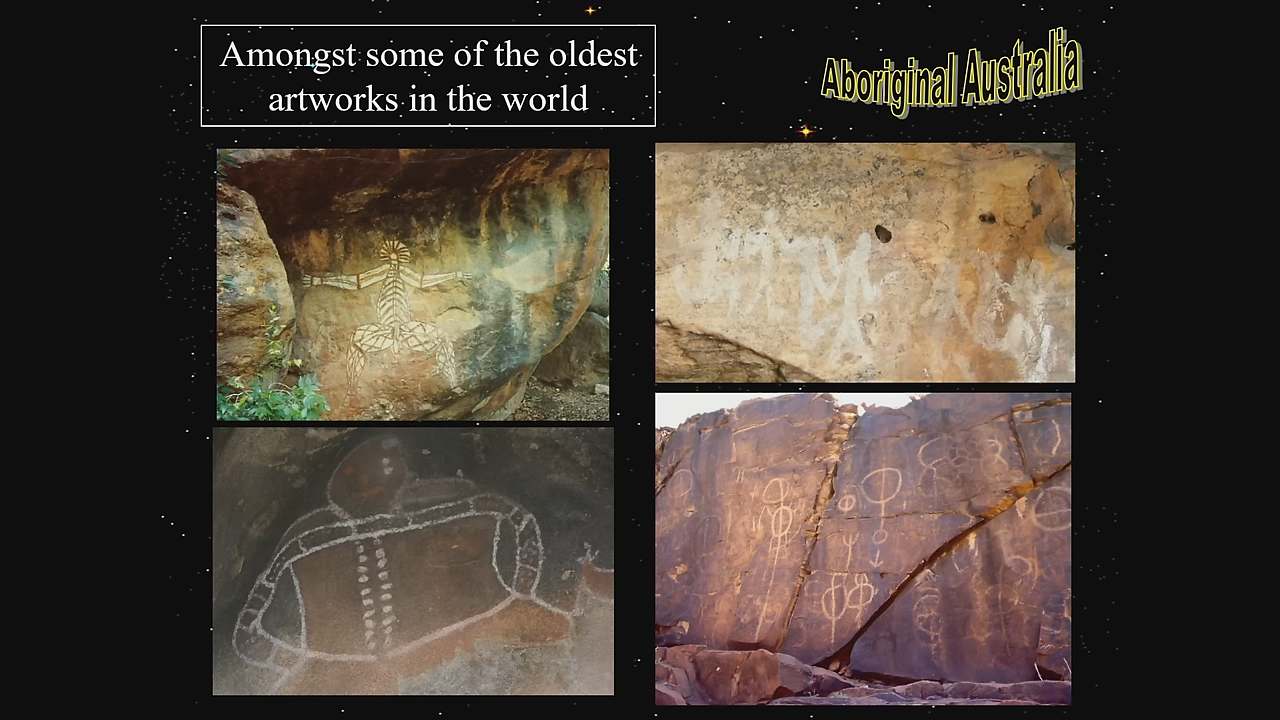 Amongst some of the oldest
artworks in the world
Aboriginal Australia